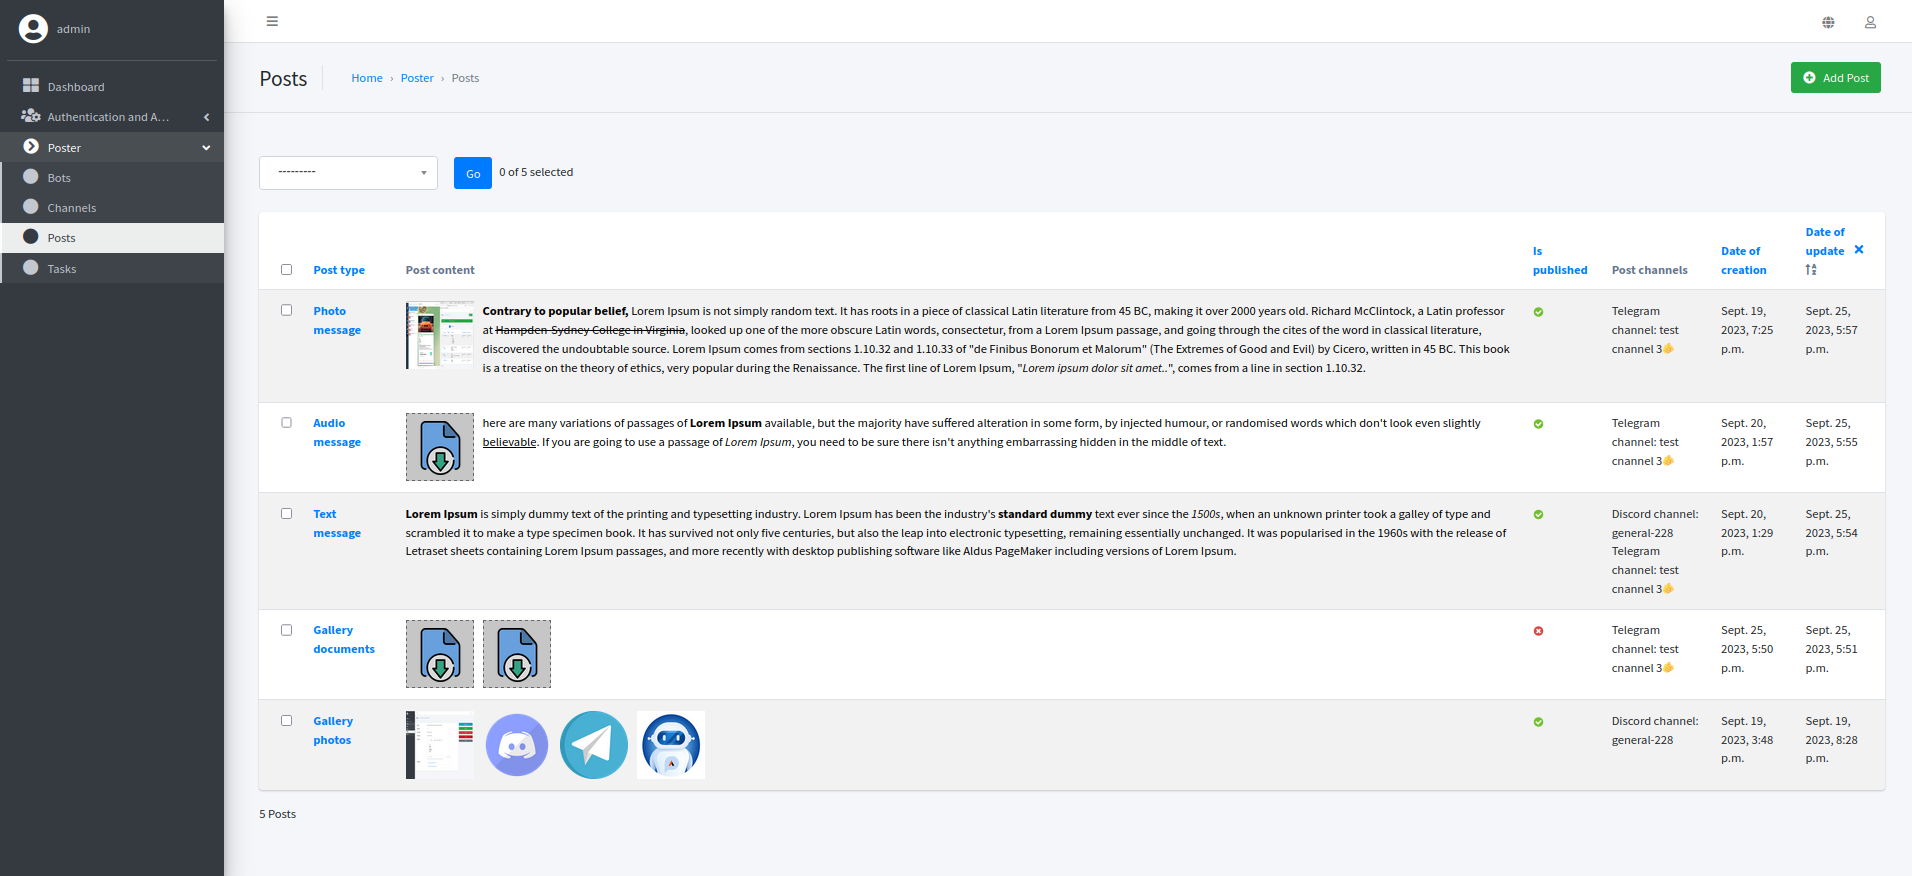 admin
Dashboard
Authentication and A...
Poster
Bots
Channels
Posts
Tasks
Posts
Home › Poster › Posts
Add Post
---------
Go
0 of 5 selected
Post type
Post content
Is
published
Post channels
Date of
creation
Date of
update
Photo
message
Contrary to popular belief, Lorem Ipsum is not simply random text. It has roots in a piece of classical Latin literature from 45 BC, making it over 2000 years old. Richard McClintock, a Latin professor
at Hampden-Sydney College in Virginia, looked up one of the more obscure Latin words, consectetur, from a Lorem Ipsum passage, and going through the cites of the word in classical literature,
discovered the undoubtable source. Lorem Ipsum comes from sections 1.10.32 and 1.10.33 of "de Finibus Bonorum et Malorum" (The Extremes of Good and Evil) by Cicero, written in 45 BC. This book
is a treatise on the theory of ethics, very popular during the Renaissance. The first line of Lorem Ipsum, "Lorem ipsum dolor sit amet..", comes from a line in section 1.10.32.
Telegram
channel: test
cnannel 3
Sept. 19,
2023, 7:25
p.m.
Sept. 25,
2023, 5:57
p.m.
Audio
message
here are many variations of passages of Lorem Ipsum available, but the majority have suffered alteration in some form, by injected humour, or randomised words which don't look even slightly
believable. If you are going to use a passage of Lorem Ipsum, you need to be sure there isn't anything embarrassing hidden in the middle of text.
Telegram
channel: test
cnannel 3
Sept. 20,
2023, 1:57
p.m.
Sept. 25,
2023, 5:55
p.m.
Text
message
Lorem Ipsum is simply dummy text of the printing and typesetting industry. Lorem Ipsum has been the industry's standard dummy text ever since the 1500s, when an unknown printer took a galley of type and
scrambled it to make a type specimen book. It has survived not only five centuries, but also the leap into electronic typesetting, remaining essentially unchanged. It was popularised in the 1960s with the release of
Letraset sheets containing Lorem Ipsum passages, and more recently with desktop publishing software like Aldus PageMaker including versions of Lorem Ipsum.
Discord channel:
general-228
Telegram
channel: test
cnannel 3
Sept. 20,
2023, 1:29
p.m.
Sept. 25,
2023, 5:54
p.m.
Gallery
documents
Telegram
channel: test
cnannel 3
Sept. 25,
2023, 5:50
p.m.
Sept. 25,
2023, 5:51
p.m.
Gallery
photos
Discord channel:
general-228
Sept. 19,
2023, 3:48
p.m.
Sept. 19,
2023, 8:28
p.m.
5 Posts